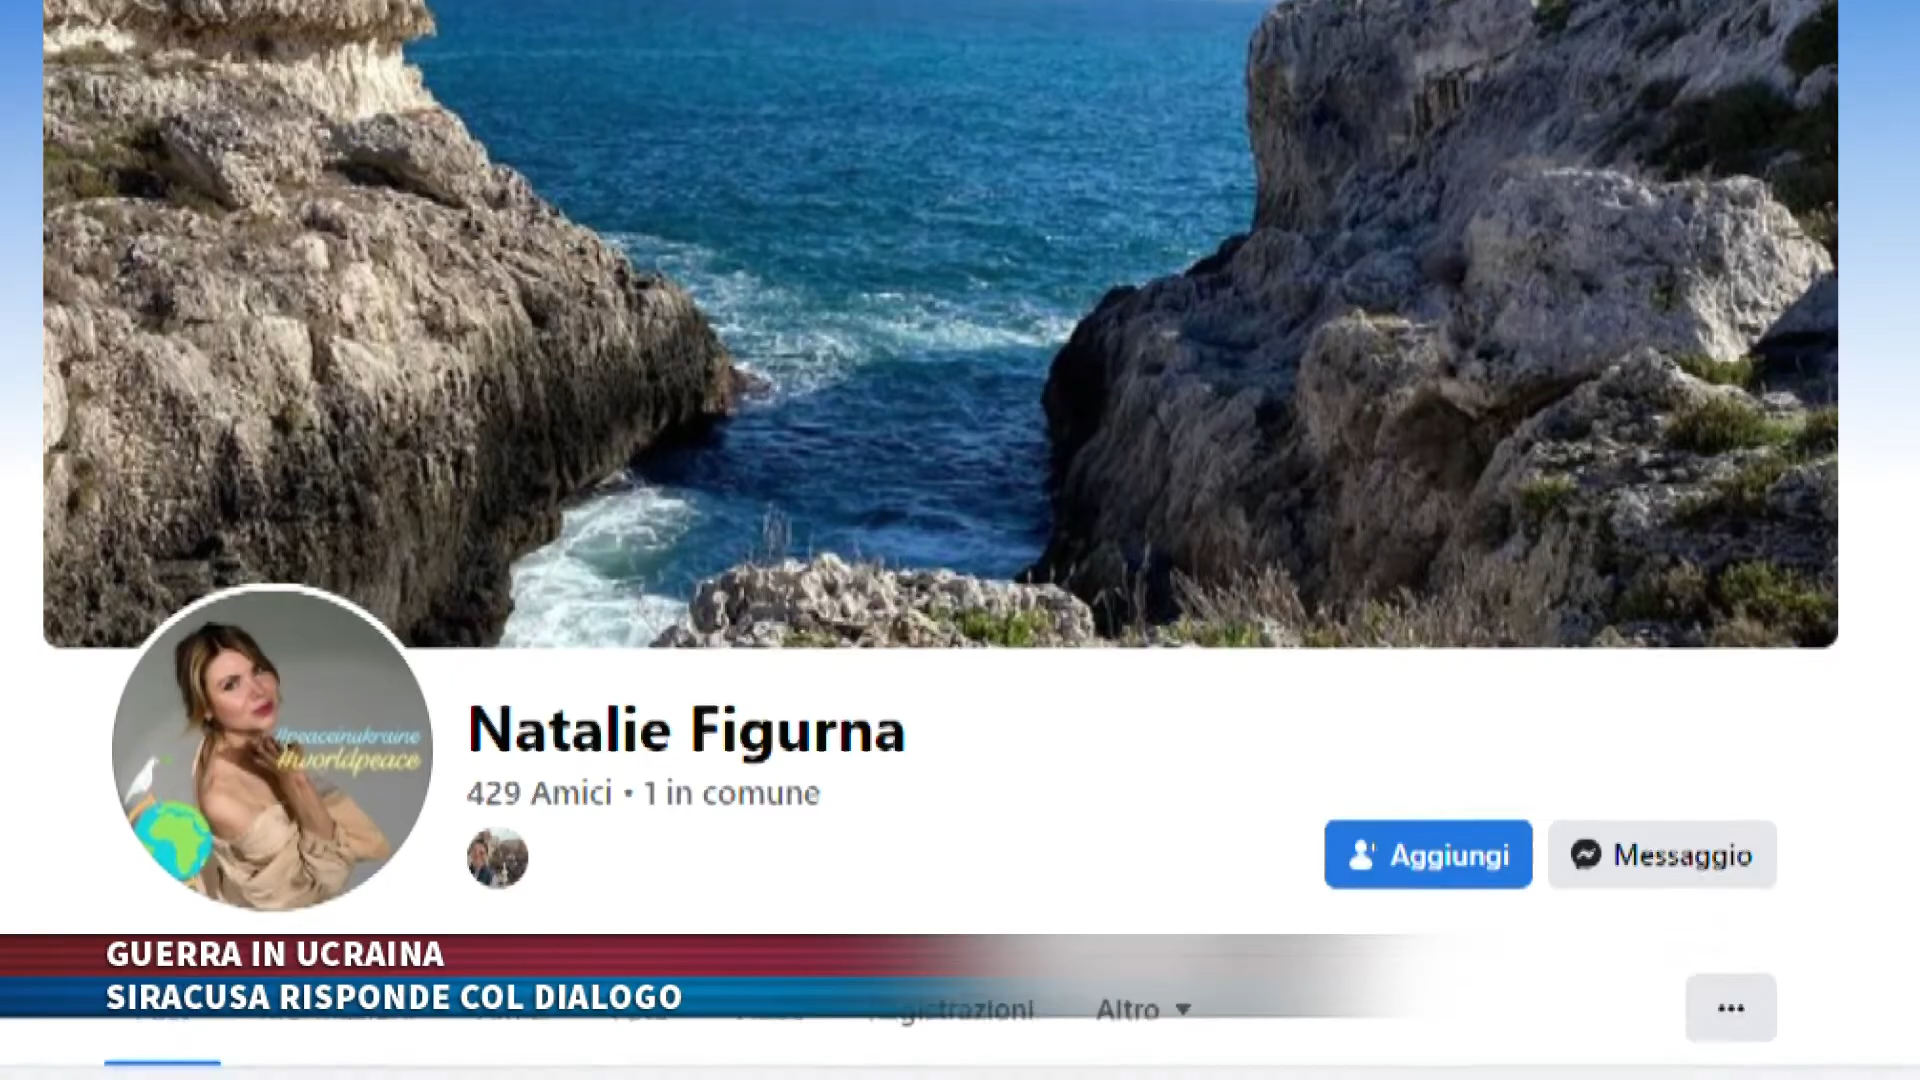 #peaceinukraine
#worldpeace
Natalie Figurna
429 Amici • 1 in comune
Aggiungi
Messaggio
GUERRA IN UCRAINA
SIRACUSA RISPONDE COL DIALOGO
Altro